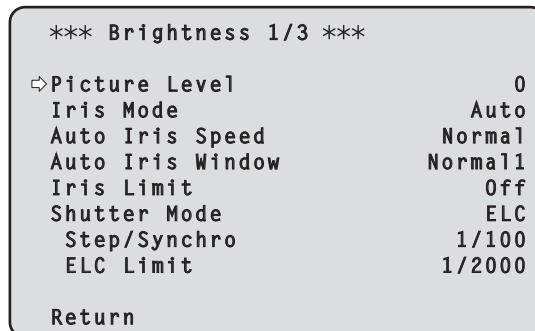 *** Brightness 1/3 ***
⇨Picture Level 0
Iris Mode Auto
Auto Iris Speed Normal
Auto Iris Window Normal1
Iris Limit Off
Shutter Mode ELC
Step/Synchro 1/100
ELC Limit 1/2000
Return